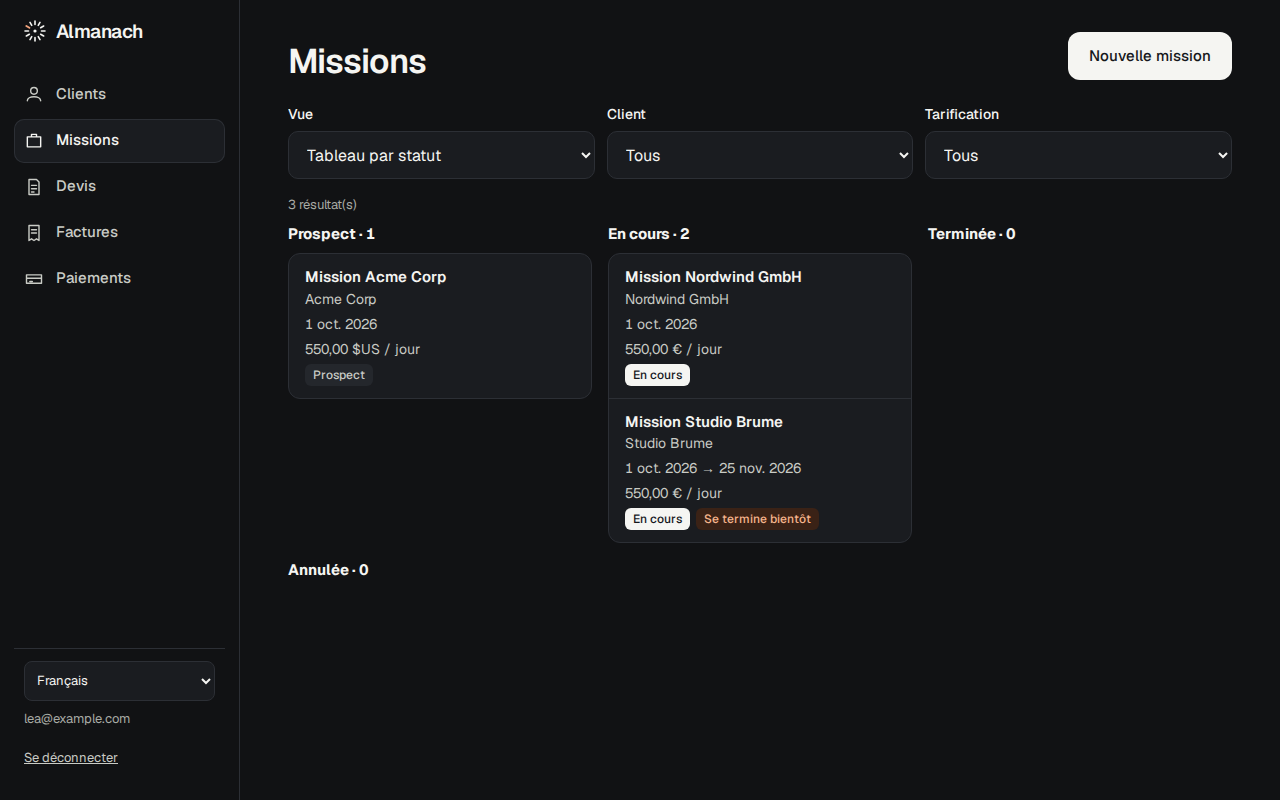 Almanach
Clients
Missions
Devis
Factures
Paiements
Français
lea@example.com
Se déconnecter
Missions
Nouvelle mission
Vue
Client
Tarification
Tableau par statut
Tous
Tous
3 résultat(s)
Prospect · 1
Mission Acme Corp
Acme Corp
1 oct. 2026
550,00 $US / jour
Prospect
En cours · 2
Mission Nordwind GmbH
Nordwind GmbH
1 oct. 2026
550,00 € / jour
En cours
Mission Studio Brume
Studio Brume
1 oct. 2026 → 25 nov. 2026
550,00 € / jour
En cours
Se termine bientôt
Terminée · 0
Annulée · 0